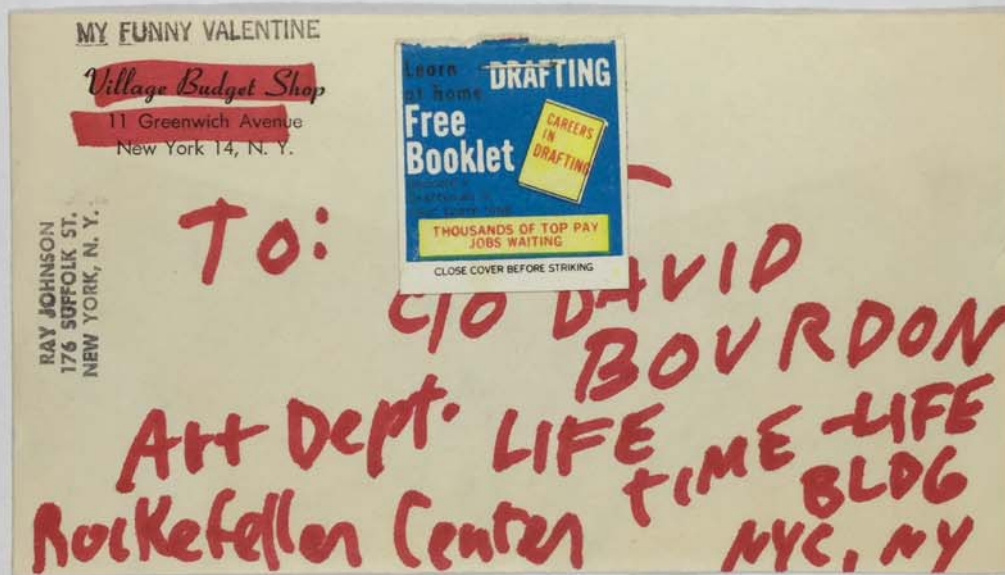 MY FUNNY VALENTINE
Village Budget Shop
11 Greenwich Avenue
New York 14, N. Y.
RAY JOHNSON
176 SUFFOLK ST.
NEW YORK, N. Y.
Learn at home DRAFTING
Free
Booklet
CAREERS
IN
DRAFTING
THOUSANDS OF TOP PAY
JOBS WAITING
CLOSE COVER BEFORE STRIKING
To:
C/O DAVID
BOURDON
Art Dept. LIFE TIME-LIFE
BLDG
Rockefeller Center NYC, NY